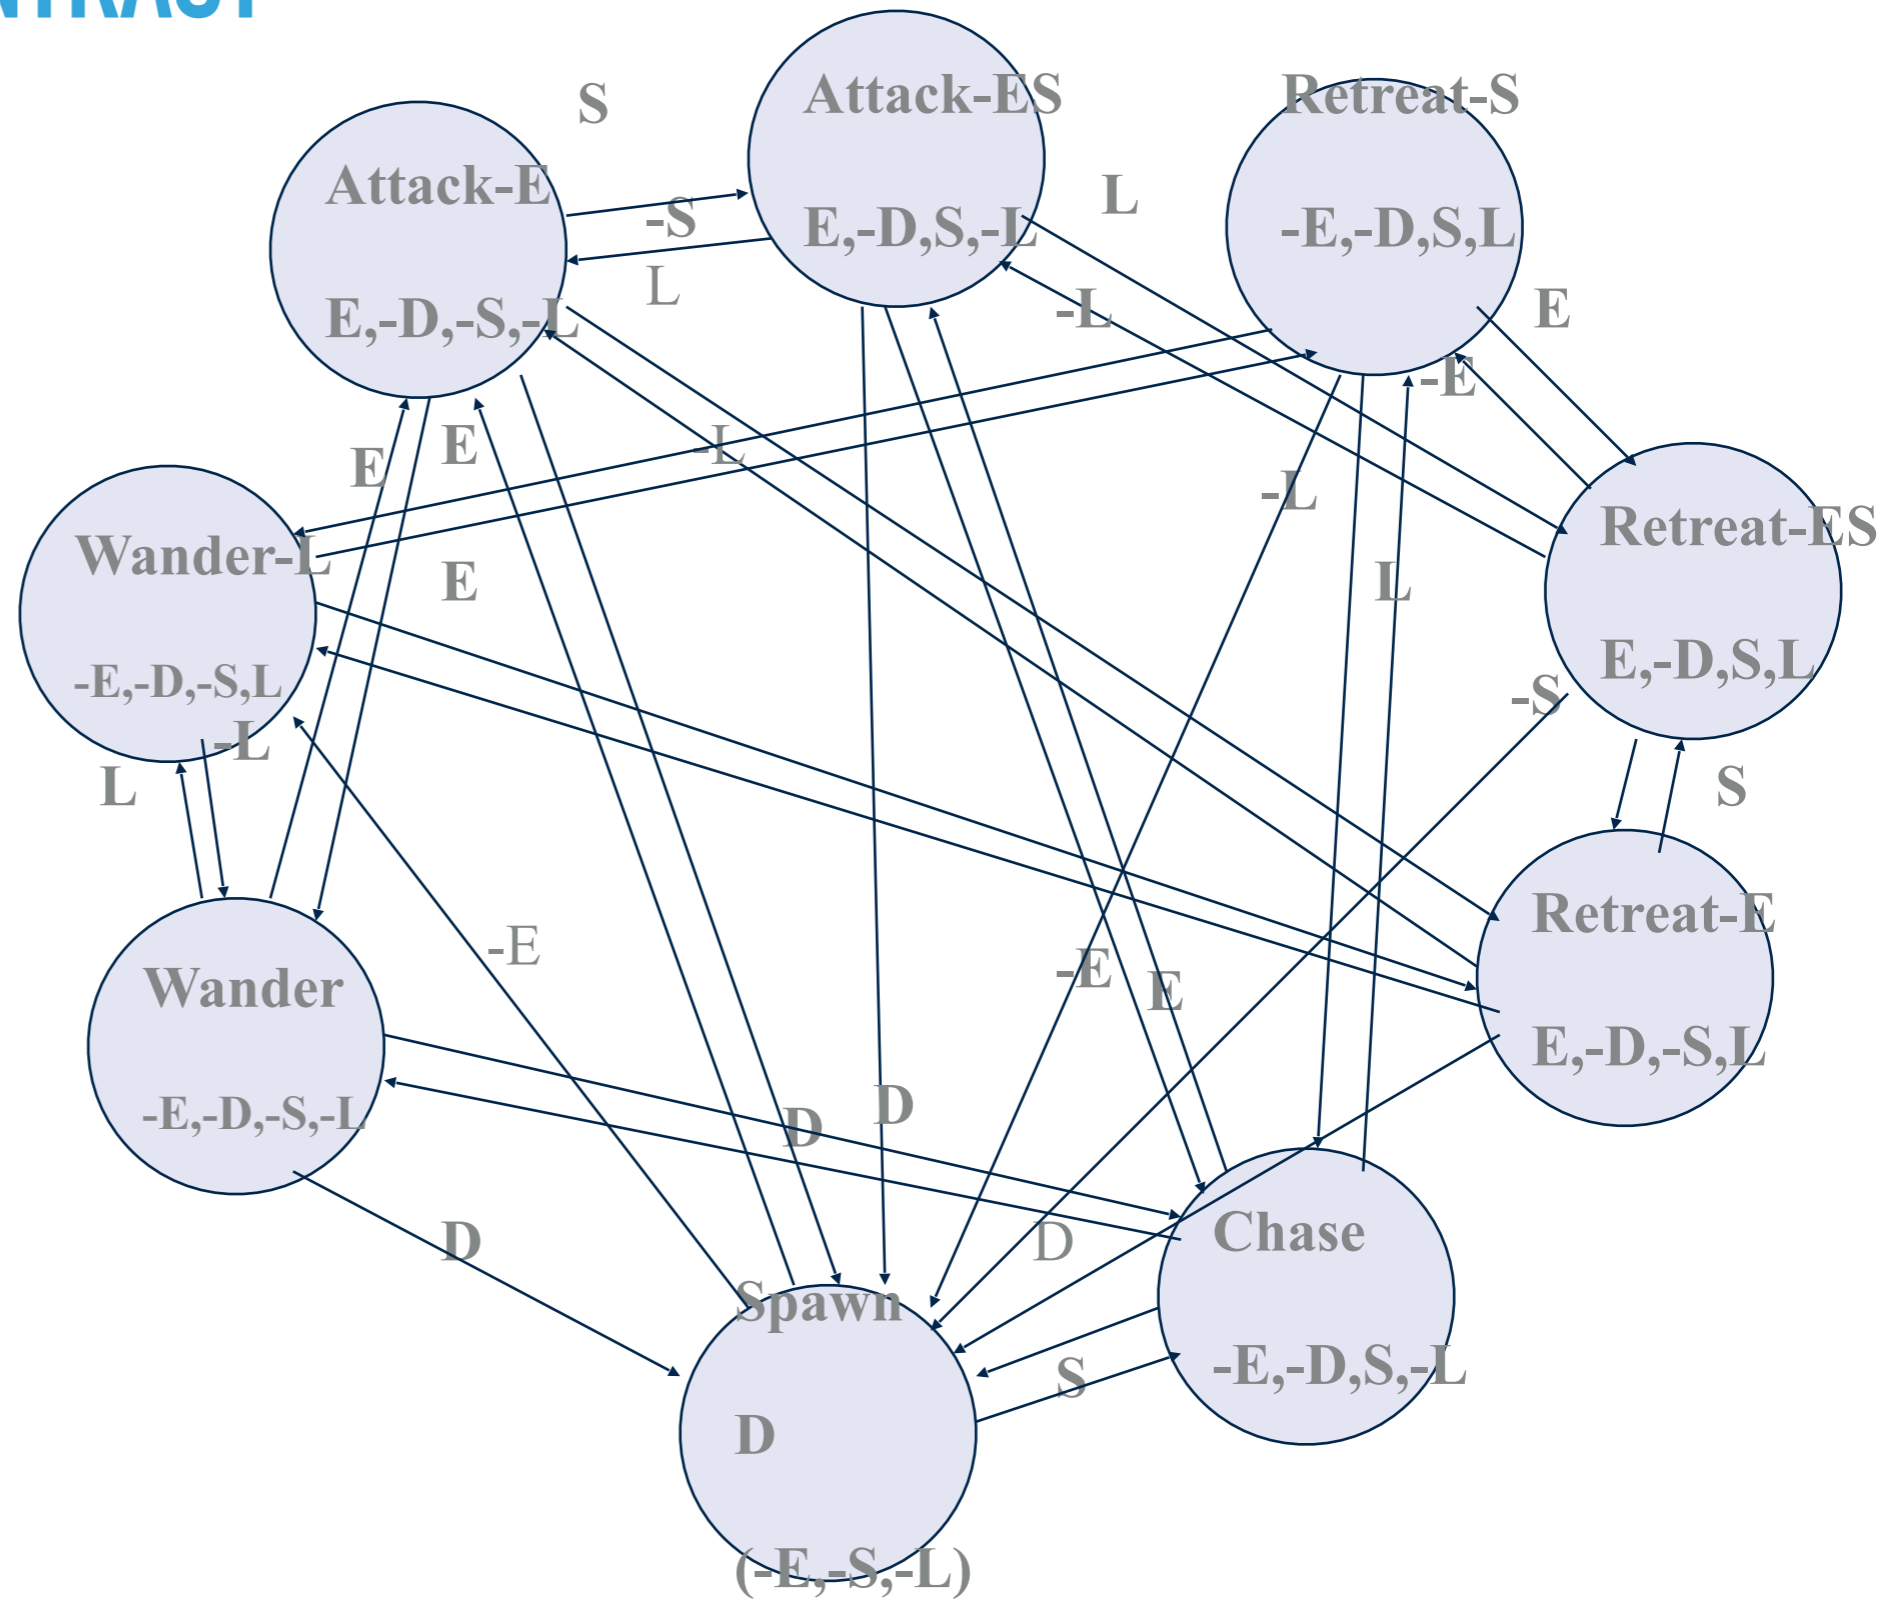 S
Attack-ES
E,-D,S,-L
Retreat-S
-E,-D,S,L
Attack-E
E,-D,-S,-L
-S
L
L
-L
E
-E
E
E
-L
-L
Retreat-ES
E,-D,S,L
Wander-L
-E,-D,-S,L
E
L
-S
-L
L
S
Retreat-E
E,-D,-S,L
Wander
-E,-D,-S,-L
-E
-E
E
D
D
D
D
Chase
-E,-D,S,-L
S
Spawn
D
(-E,-S,-L)